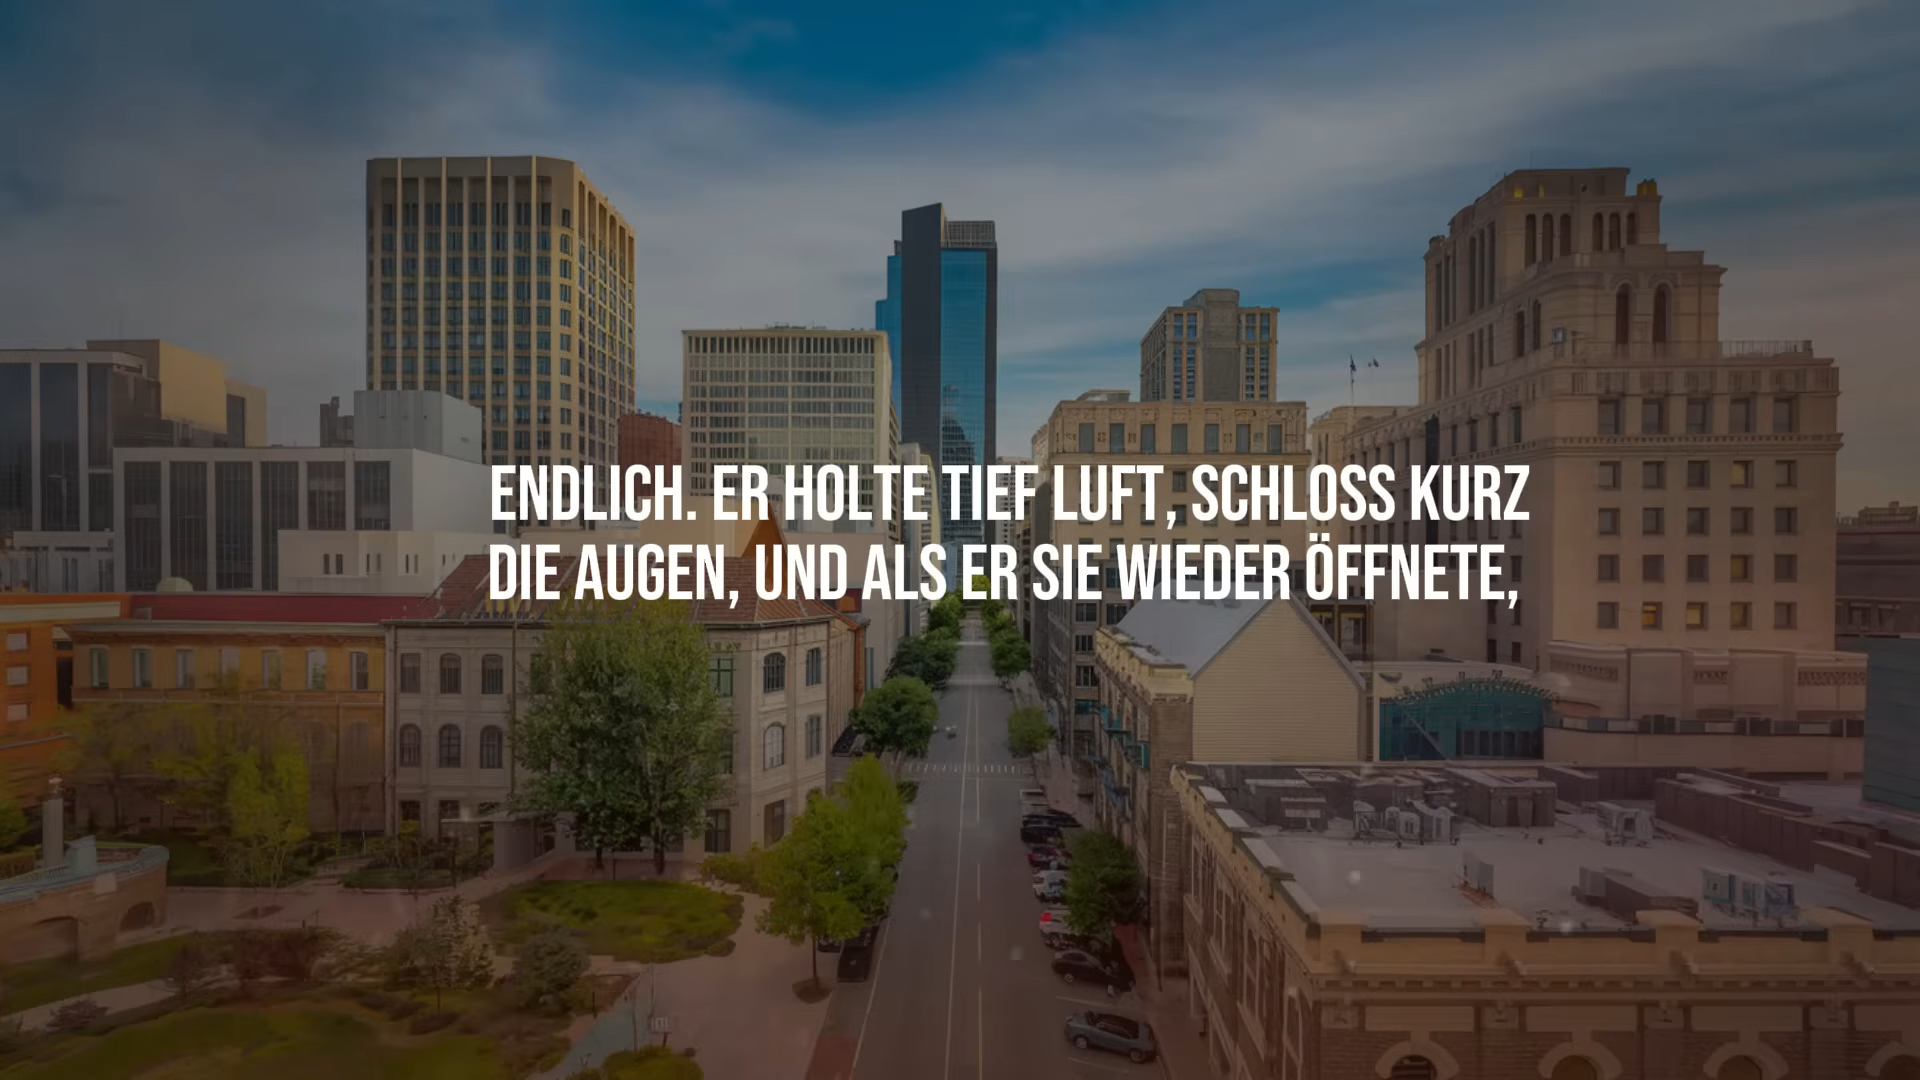 ENDLICH. ER HOLTE TIEF LUFT, SCHLOSS KURZ
DIE AUGEN, UND ALS ER SIE WIEDER ÖFFNETE,